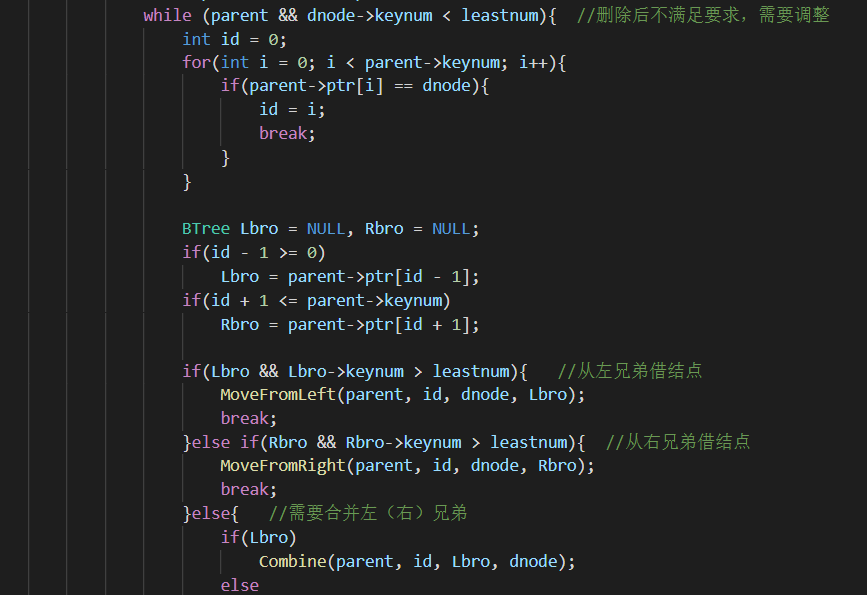 while (parent && dnode->keynum < leastnum){  //删除后不满足要求，需要调整
    int id = 0;
    for(int i = 0; i < parent->keynum; i++){
        if(parent->ptr[i] == dnode){
            id = i;
            break;
        }
    }

    BTree Lbro = NULL, Rbro = NULL;
    if(id - 1 >= 0)
        Lbro = parent->ptr[id - 1];
    if(id + 1 <= parent->keynum)
        Rbro = parent->ptr[id + 1];

    if(Lbro && Lbro->keynum > leastnum){   //从左兄弟借结点
        MoveFromLeft(parent, id, dnode, Lbro);
        break;
    }else if(Rbro && Rbro->keynum > leastnum){  //从右兄弟借结点
        MoveFromRight(parent, id, dnode, Rbro);
        break;
    }else{   //需要合并左（右）兄弟
        if(Lbro)
            Combine(parent, id, Lbro, dnode);
        else